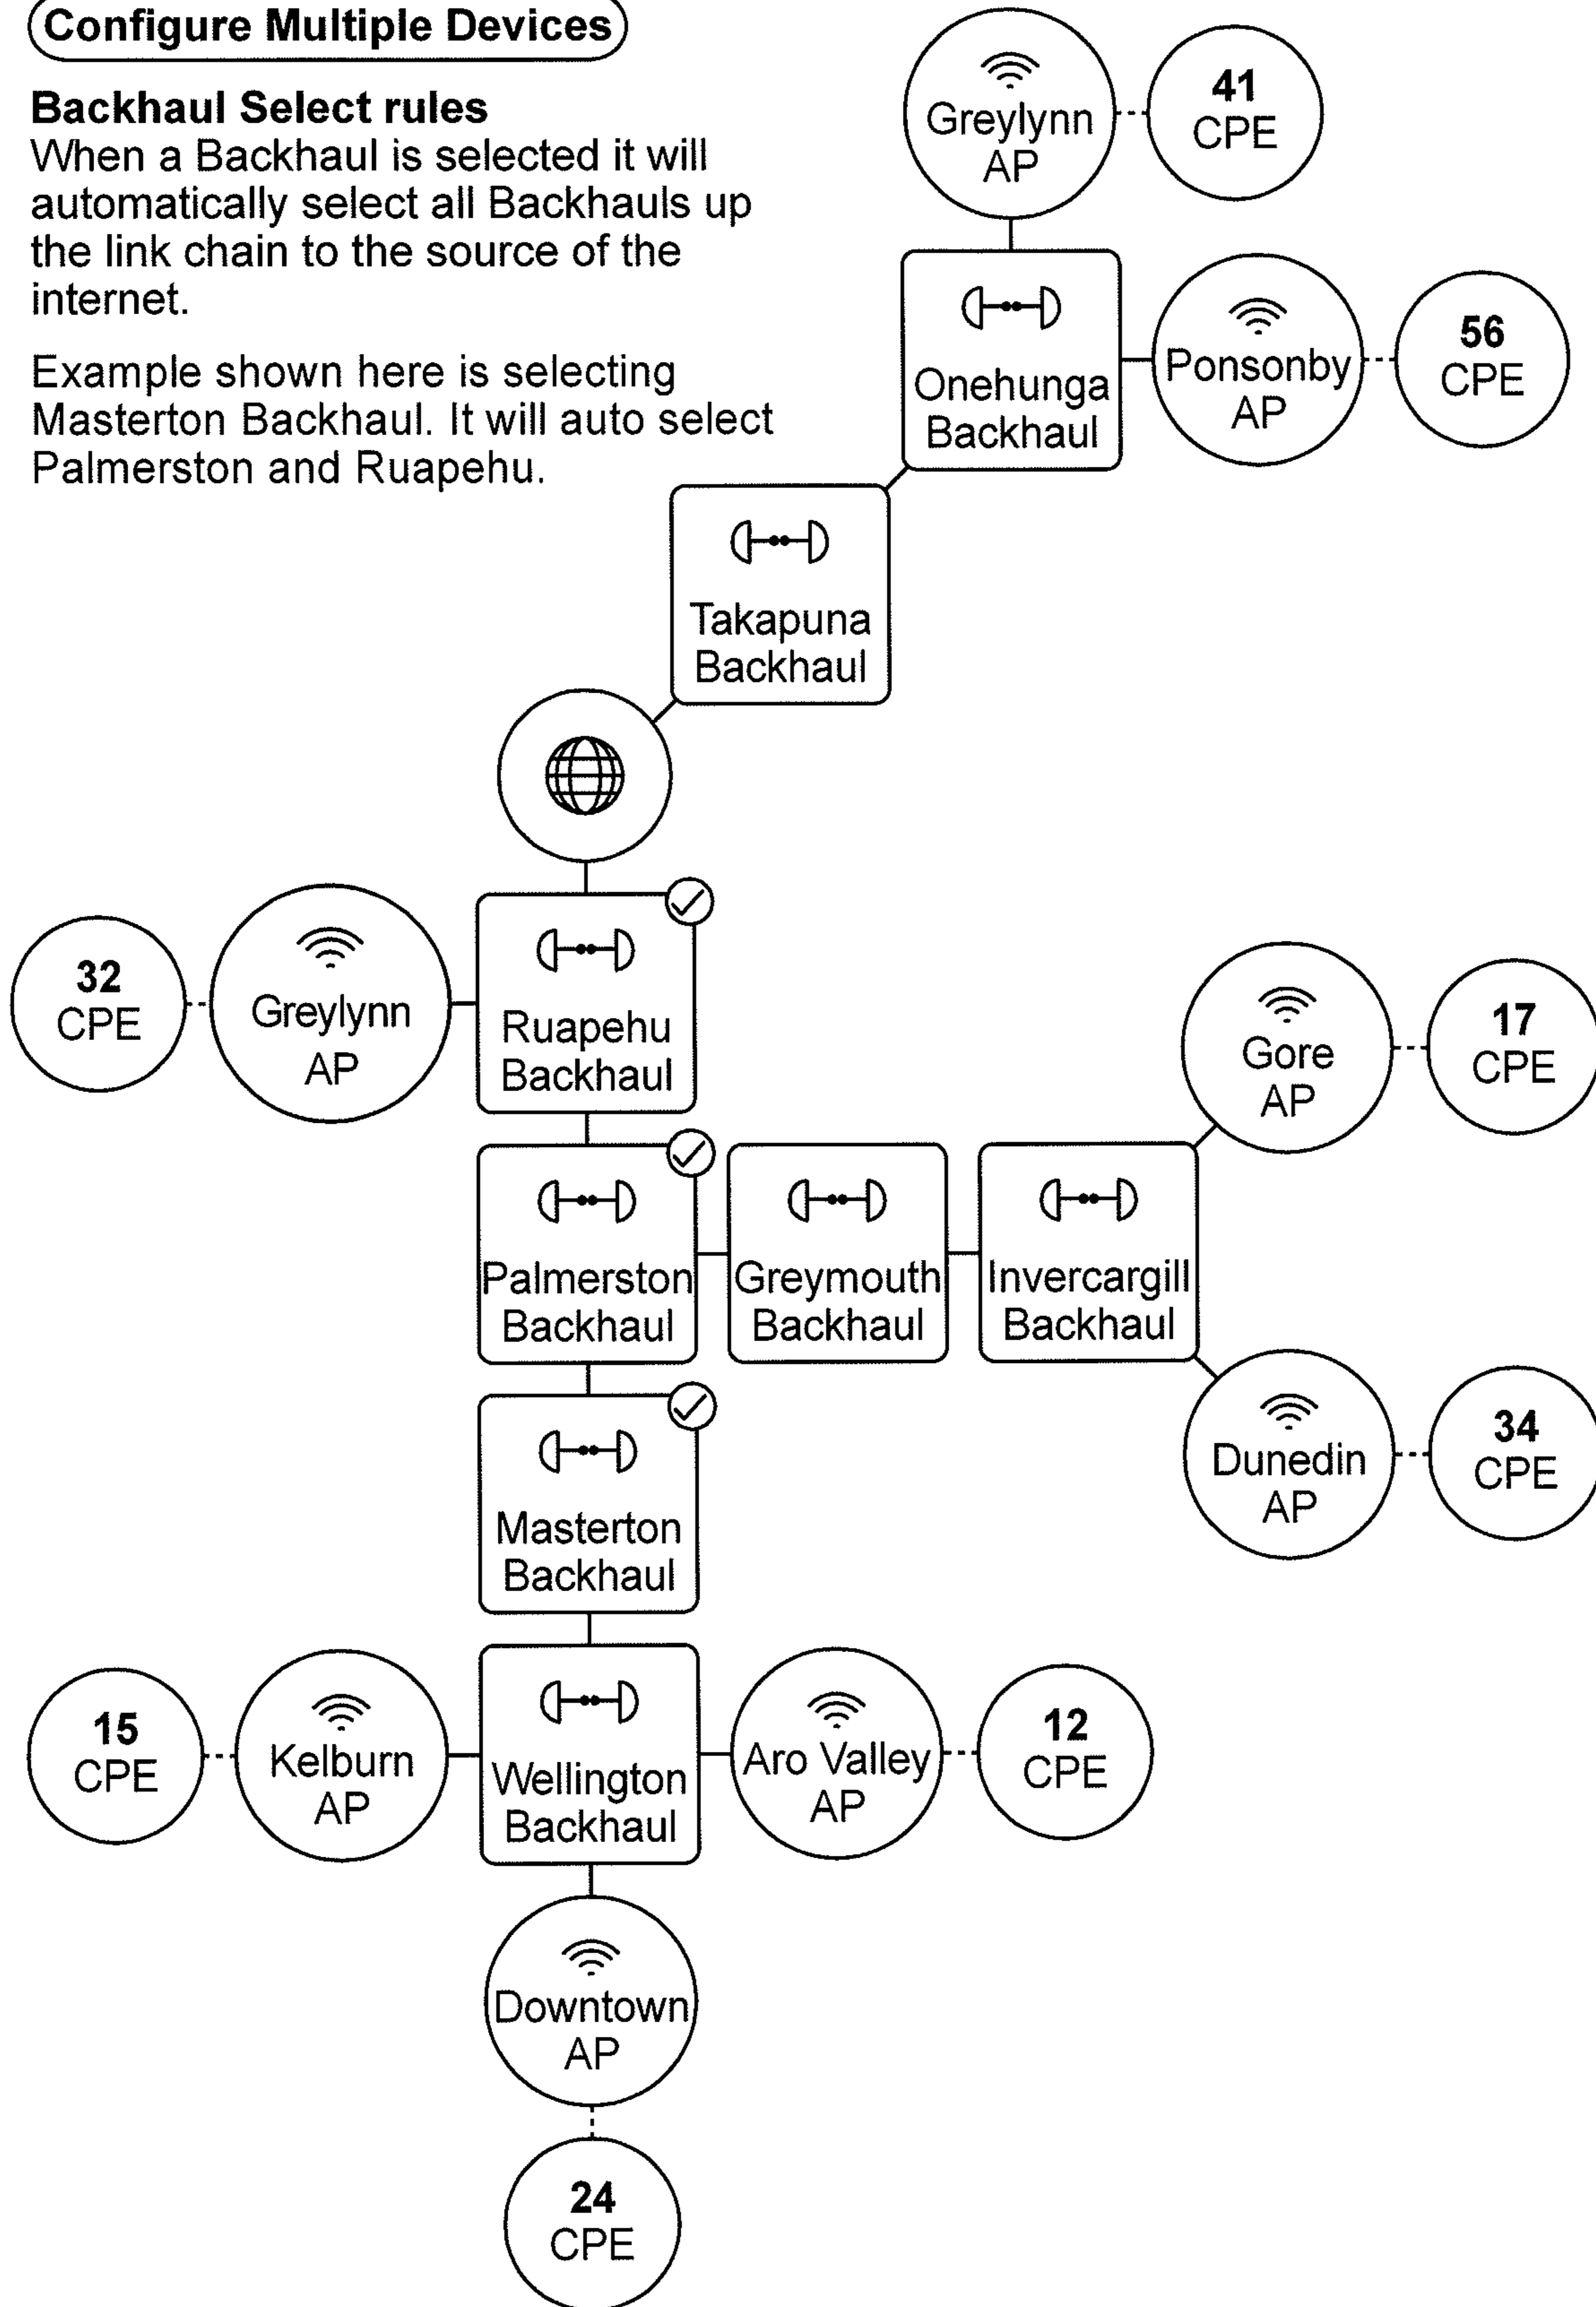 Configure Multiple Devices
Backhaul Select rules
When a Backhaul is selected it will
automatically select all Backhauls up
the link chain to the source of the
internet.
Example shown here is selecting
Masterton Backhaul. It will auto select
Palmerston and Ruapehu.
Greylynn
AP
41
CPE
Onehunga
Backhaul
Ponsonby
AP
56
CPE
Takapuna
Backhaul
32
CPE
Greylynn
AP
Ruapehu
Backhaul
Gore
AP
17
CPE
Palmerston
Backhaul
Greymouth
Backhaul
Invercargill
Backhaul
Dunedin
AP
34
CPE
Masterton
Backhaul
15
CPE
Kelburn
AP
Wellington
Backhaul
Aro Valley
AP
12
CPE
Downtown
AP
24
CPE